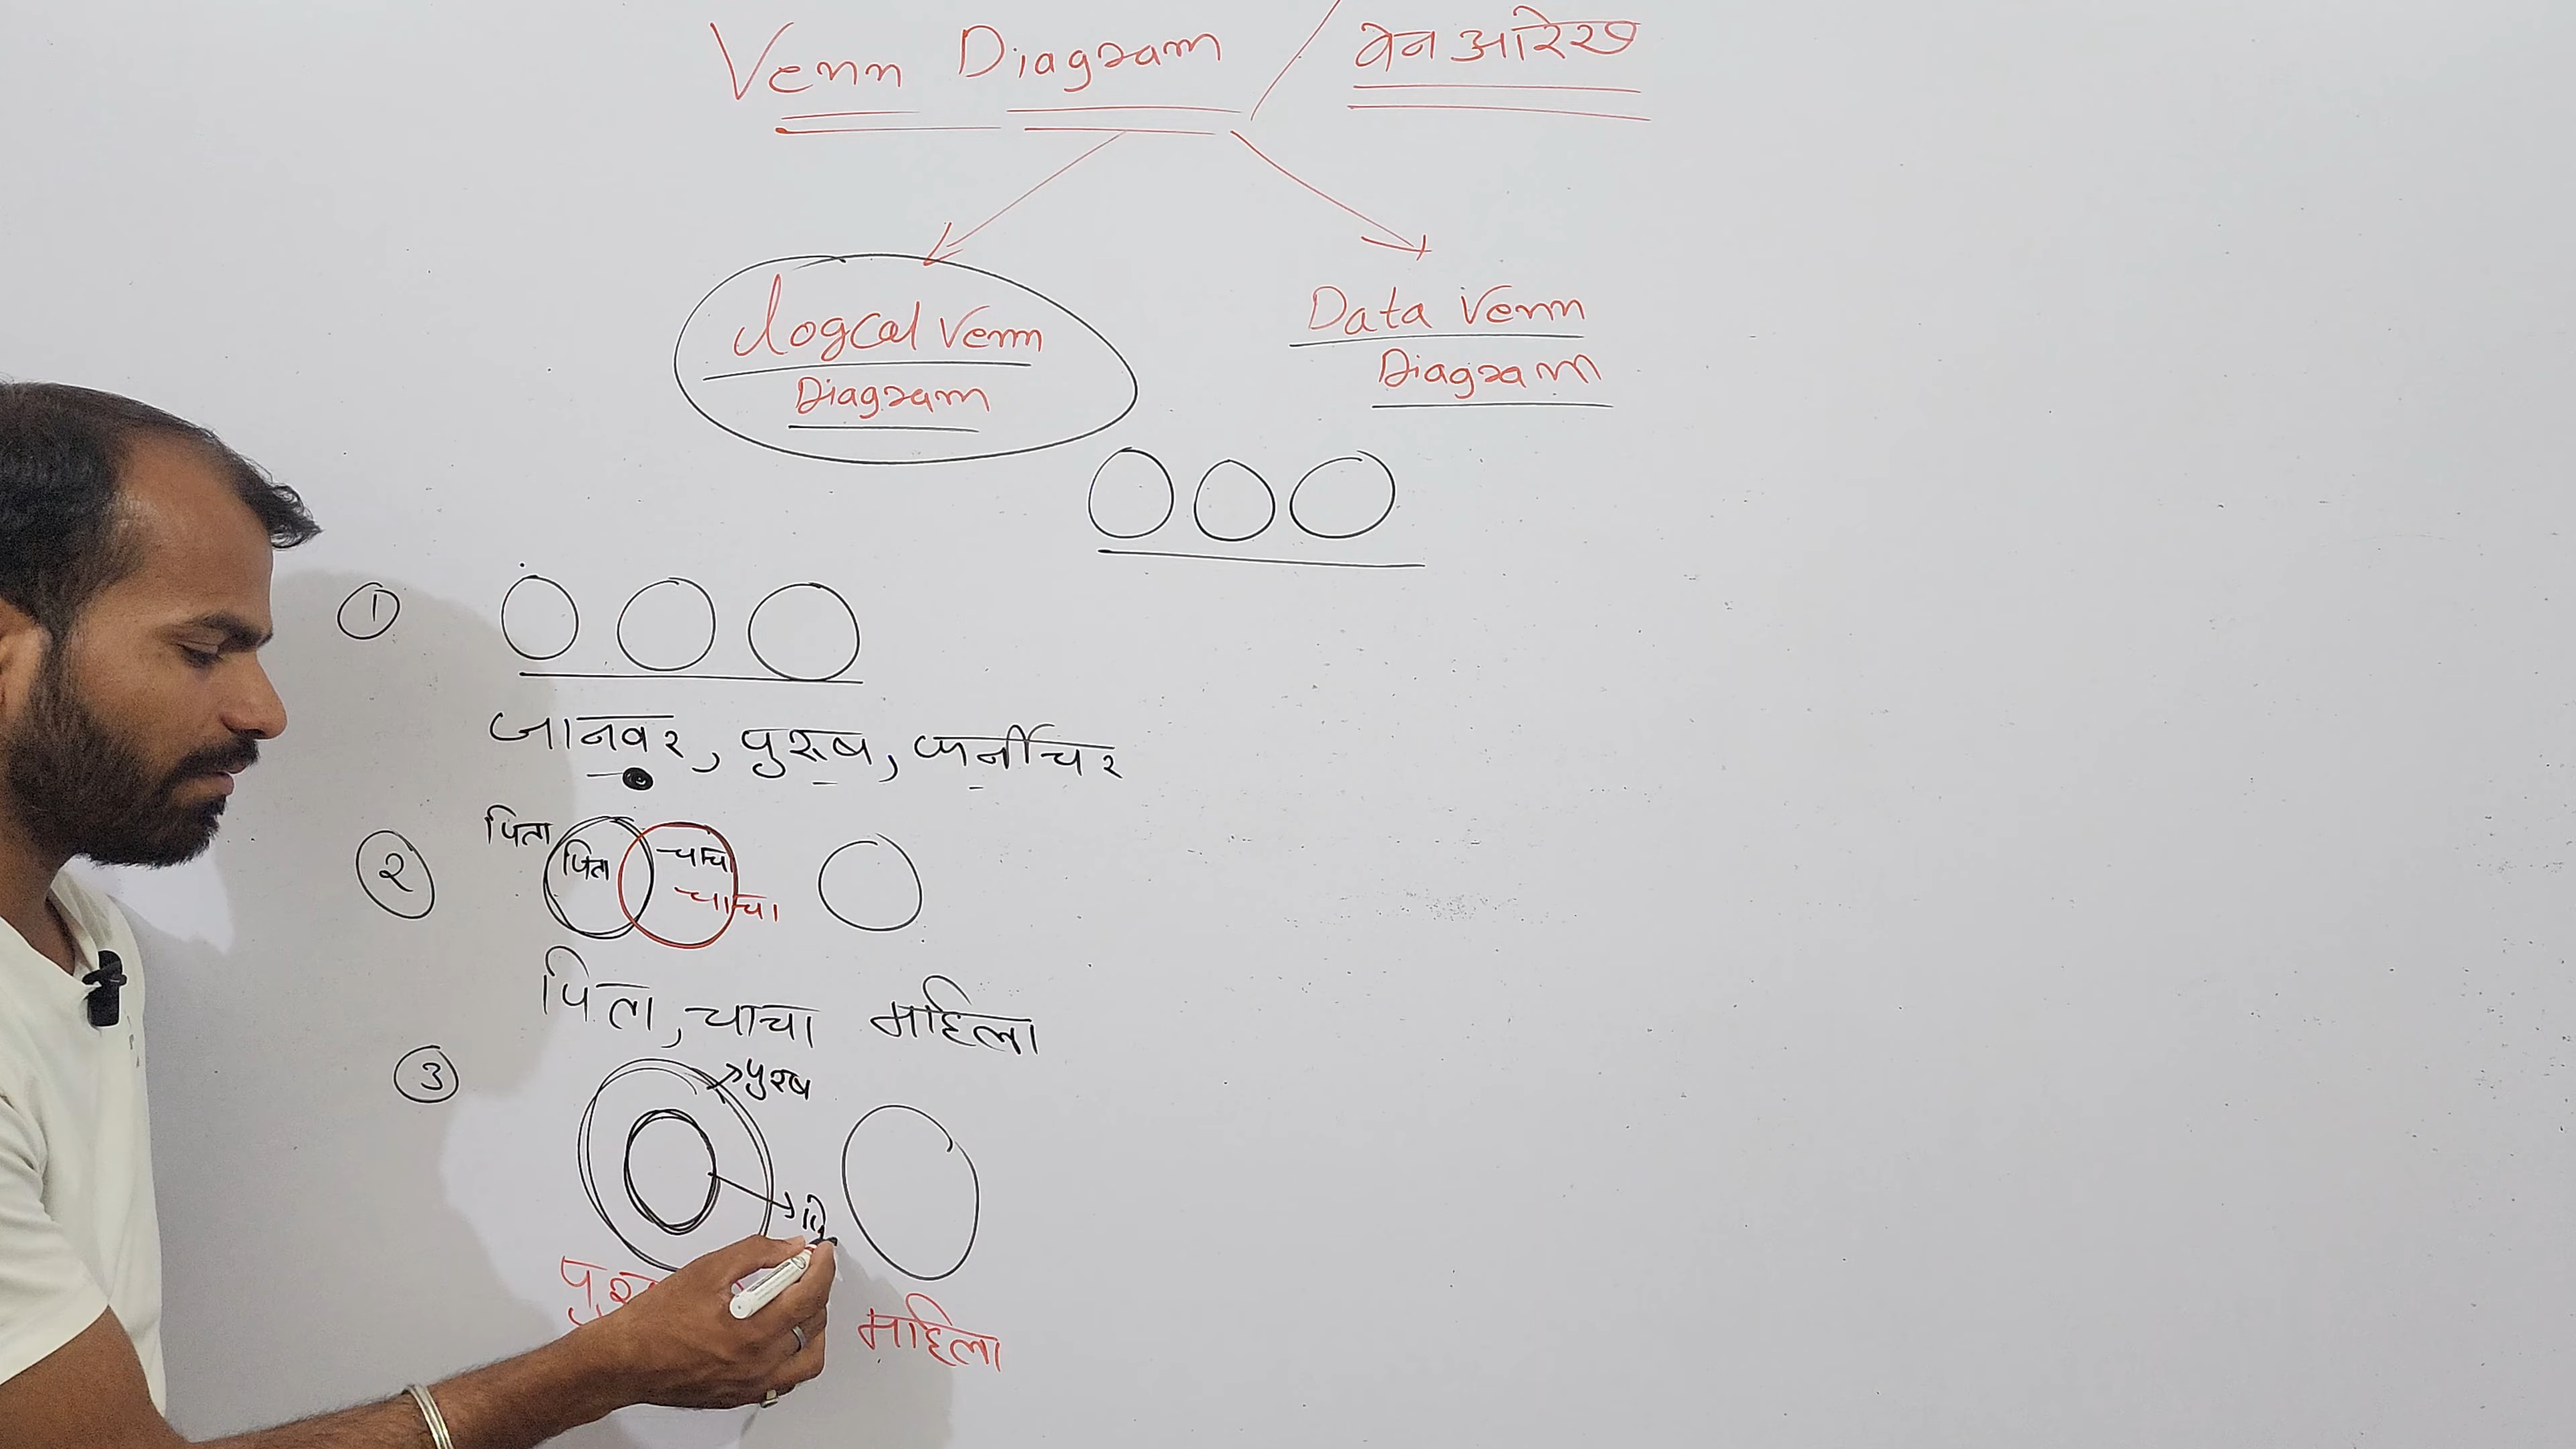 Venn Diagram / वेन आरेख
logcal Venn
Diagram
Data Venn
Diagram
①
जानवर, पुरूष, फर्नीचर
②
पिता
पिता
चाचा
चाचा
पिता, चाचा महिला
③
पुरूष
महिला